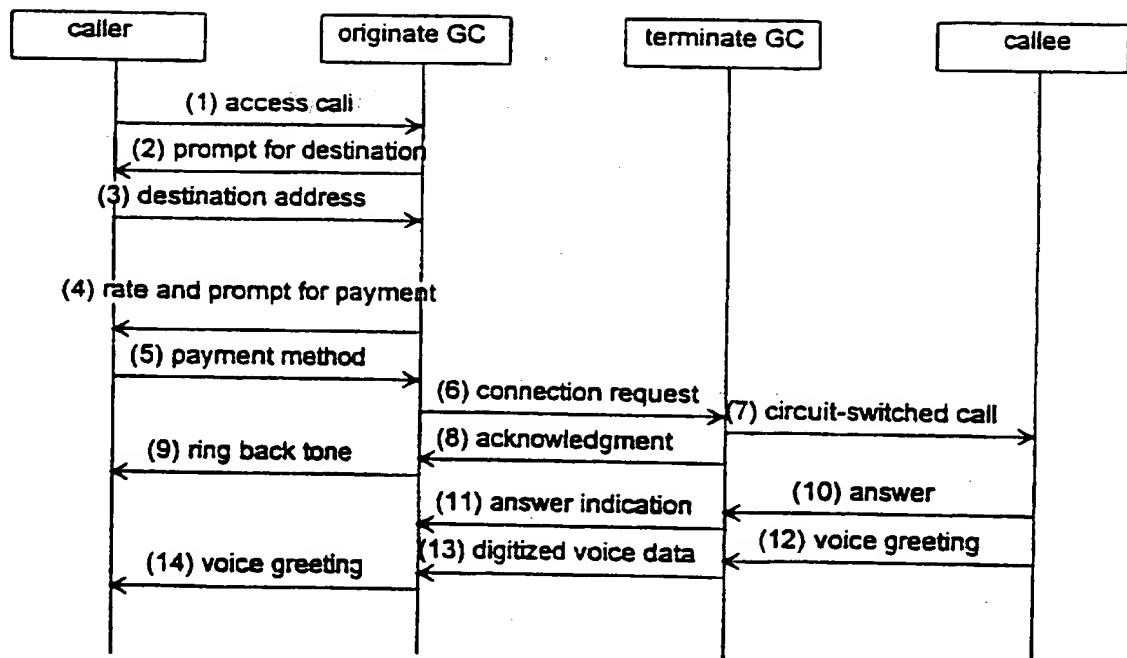 caller
originate GC
terminate GC
callee
(1) access call
(2) prompt for destination
(3) destination address
(4) rate and prompt for payment
(5) payment method
(6) connection request
(7) circuit-switched call
(8) acknowledgment
(9) ring back tone
(10) answer
(11) answer indication
(12) voice greeting
(13) digitized voice data
(14) voice greeting